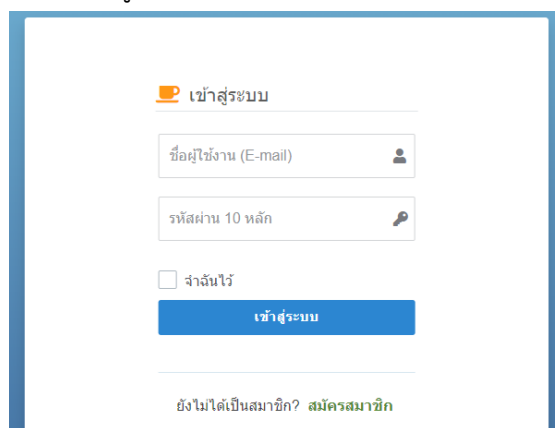 เข้าสู่ระบบ
ชื่อผู้ใช้งาน (E-mail)
รหัสผ่าน 10 หลัก
จำฉันไว้
เข้าสู่ระบบ
ยังไม่ได้เป็นสมาชิก? สมัครสมาชิก